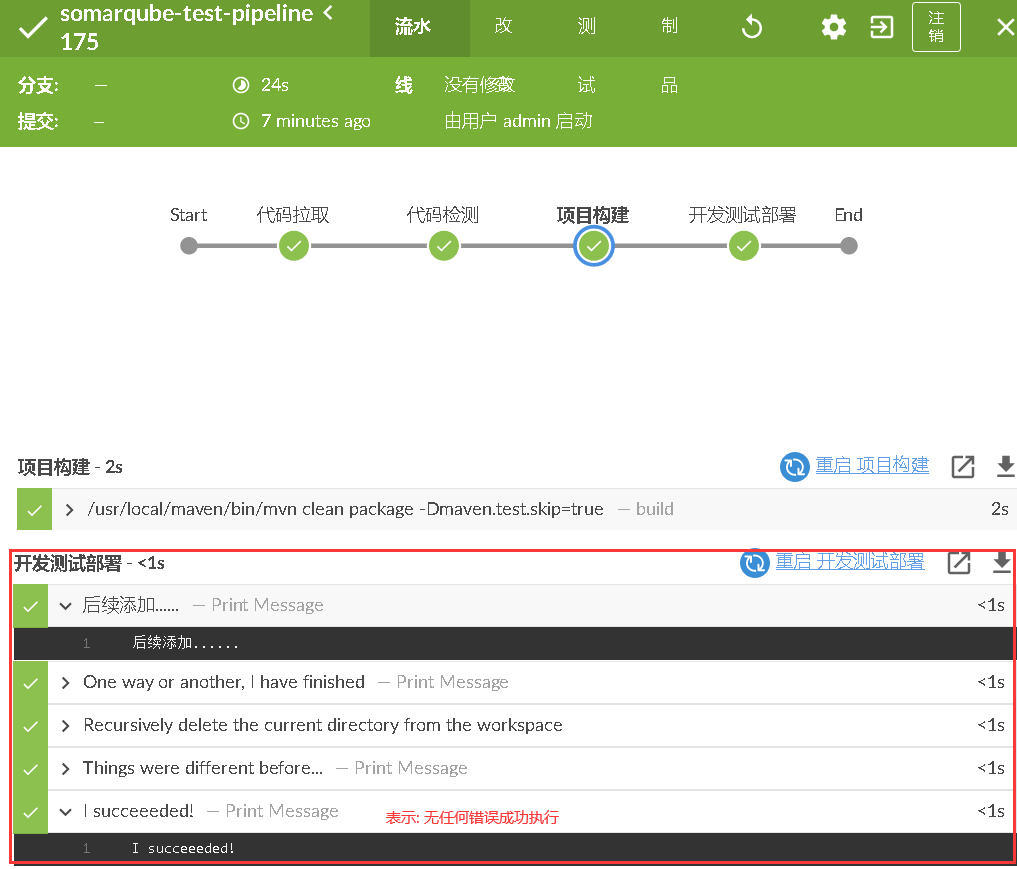 somarqube-test-pipeline <
175
流水线
改变
测试
制品
注销
分支: —
24s
没有修改
提交: —
7 minutes ago
由用户 admin 启动
Start
代码拉取
代码检测
项目构建
开发测试部署
End
项目构建 - 2s
重启 项目构建
/usr/local/maven/bin/mvn clean package -Dmaven.test.skip=true — build 2s
开发测试部署 - <1s
重启 开发测试部署
后续添加...... — Print Message <1s
1 后续添加......
One way or another, I have finished — Print Message <1s
Recursively delete the current directory from the workspace <1s
Things were different before... — Print Message <1s
I succeeeded! — Print Message <1s
表示: 无任何错误成功执行
1 I succeeeded!